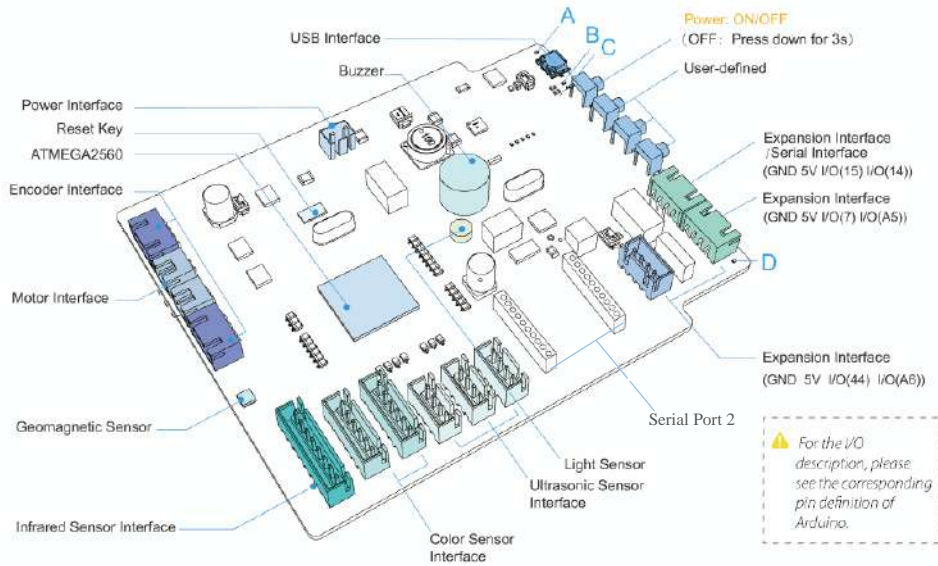 A
USB Interface
B
C
Power: ON/OFF
(OFF: Press down for 3s)
Buzzer
User-defined
Power Interface
Reset Key
ATMEGA2560
Encoder Interface
Expansion Interface
/Serial Interface
(GND 5V I/O(15) I/O(14))
Expansion Interface
(GND 5V I/O(7) I/O(A5))
D
Motor Interface
Expansion Interface
(GND 5V I/O(44) I/O(A6))
Geomagnetic Sensor
Serial Port 2
Light Sensor
Ultrasonic Sensor
Interface
Infrared Sensor Interface
Color Sensor
Interface
For the I/O
description, please
see the corresponding
pin definition of
Arduino.